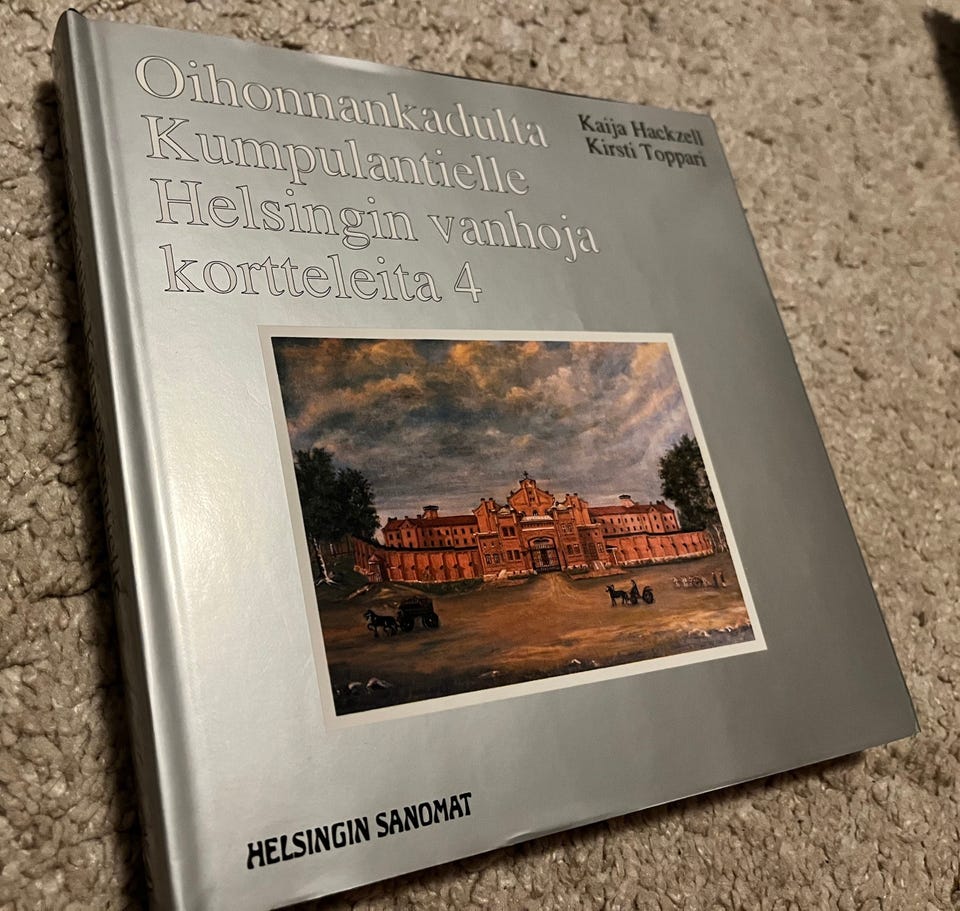 Oihonnankadulta
Kumpulantielle
Helsingin vanhoja
kortteleita 4
Kaija Hackzell
Kirsti Toppari
HELSINGIN SANOMAT